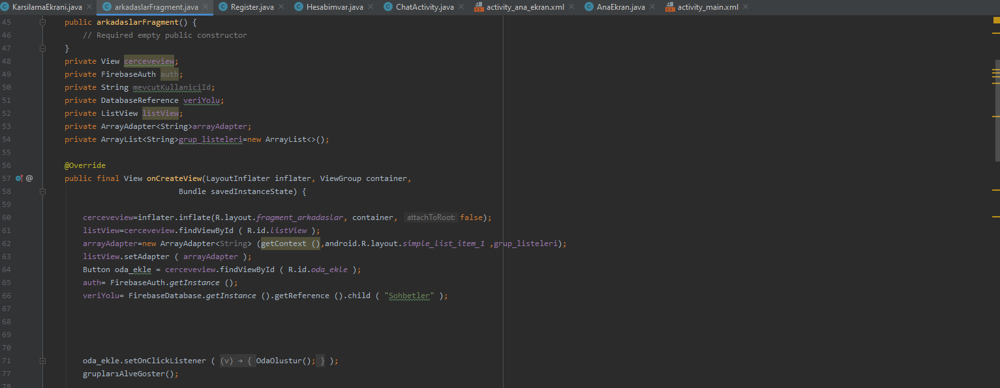 KarsilamaEkrani.java arkadaslarFragment.java Register.java Hesabimvar.java ChatActivity.java activity_ana_ekran.xml AnaEkran.java activity_main.xml
45 public arkadaslarFragment() {
46 // Required empty public constructor
47 }
48 private View cerceveview;
49 private FirebaseAuth auth;
50 private String mevcutKullaniciId;
51 private DatabaseReference veriYolu;
52 private ListView listView;
53 private ArrayAdapter<String>arrayAdapter;
54 private ArrayList<String>grup_listeleri=new ArrayList<>();
55
56 @Override
57 @ public final View onCreateView(LayoutInflater inflater, ViewGroup container,
58 Bundle savedInstanceState) {
59
60 cerceveview=inflater.inflate(R.layout.fragment_arkadaslar, container, attachToRoot: false);
61 listView=cerceveview.findViewById ( R.id.listView );
62 arrayAdapter=new ArrayAdapter<String> (getContext (),android.R.layout.simple_list_item_1 ,grup_listeleri);
63 listView.setAdapter ( arrayAdapter );
64 Button oda_ekle = cerceveview.findViewById ( R.id.oda_ekle );
65 auth= FirebaseAuth.getInstance ();
66 veriYolu= FirebaseDatabase.getInstance ().getReference ().child ( "Sohbetler" );
67
68
69
70
71 oda_ekle.setOnClickListener ( (v) → { OdaOlustur(); } );
77 gruplarıAlveGoster();
78